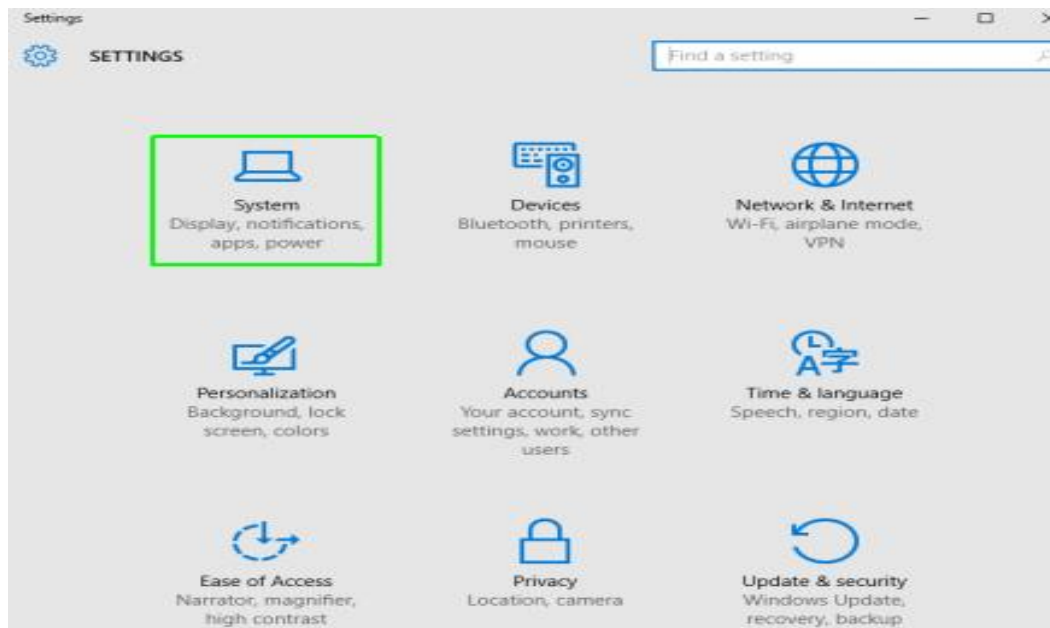 Settings
SETTINGS
Find a setting
System
Display, notifications,
apps, power
Devices
Bluetooth, printers,
mouse
Network & Internet
Wi-Fi, airplane mode,
VPN
Personalization
Background, lock
screen, colors
Accounts
Your account, sync
settings, work, other
users
Time & language
Speech, region, date
Ease of Access
Narrator, magnifier,
high contrast
Privacy
Location, camera
Update & security
Windows Update,
recovery, backup